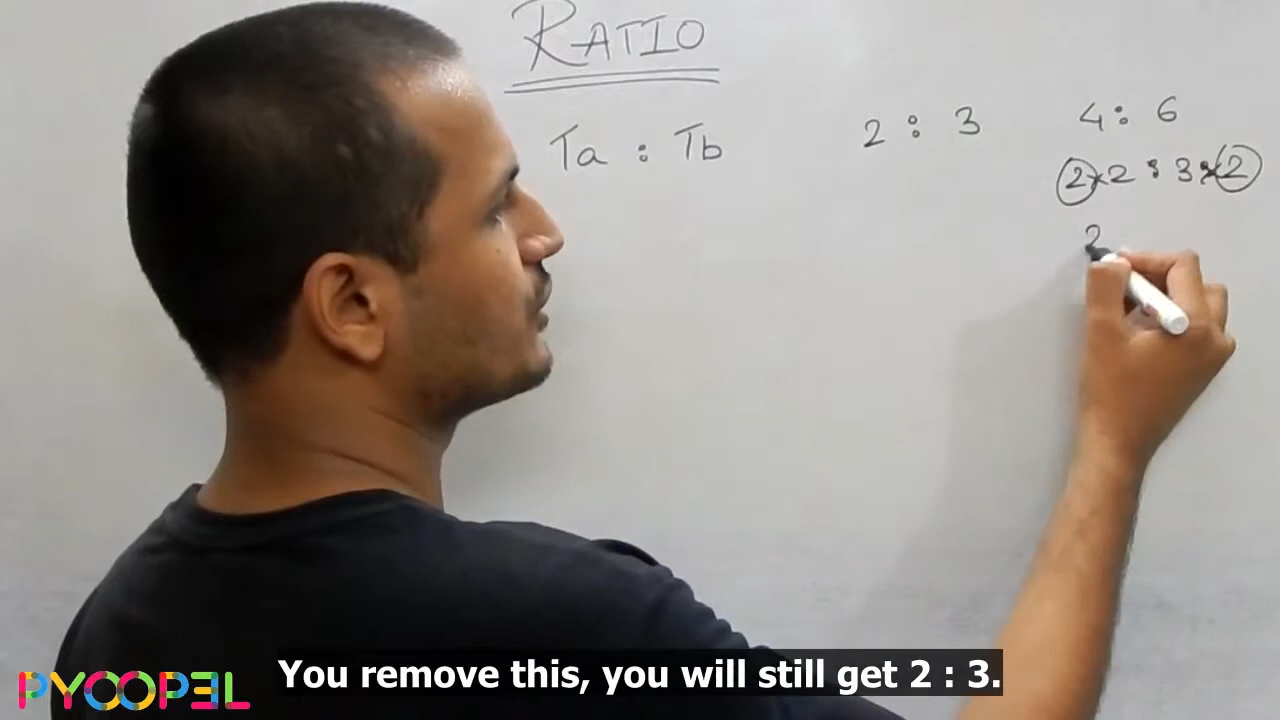 RATIO
Ta : Tb
2 : 3
4 : 6
2 × 2 : 3 × 2
2
You remove this, you will still get 2 : 3.
PYOOPEL